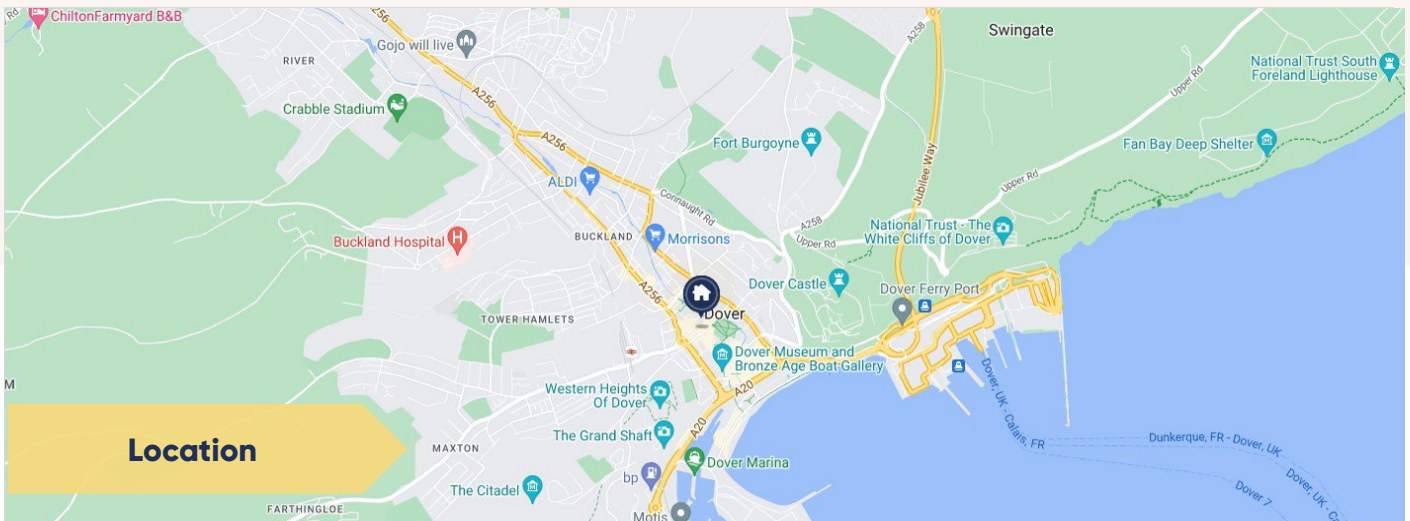 Rd
ChiltonFarmyard B&B
256
Gojo will live
RIVER
A258
Swingate
National Trust South
Foreland Lighthouse
Crabble Stadium
A256
Upper Rd
A256
Fort Burgoyne
Jubilee Way
Fan Bay Deep Shelter
ALDI
Connaught Rd
Upper Rd
A258
Upper Rd
National Trust - The
White Cliffs of Dover
Buckland Hospital
BUCKLAND
Morrisons
A256
Dover Castle
Dover Ferry Port
TOWER HAMLETS
Dover
Dover Museum and
Bronze Age Boat Gallery
M
Western Heights
Of Dover
A20
Dover, UK - Calais, FR
The Grand Shaft
A20
Location
MAXTON
Dunkerque, FR - Dover, UK
bp
Dover Marina
The Citadel
Dover, UK - C
Dover 7
FARTHINGLOE
Motis